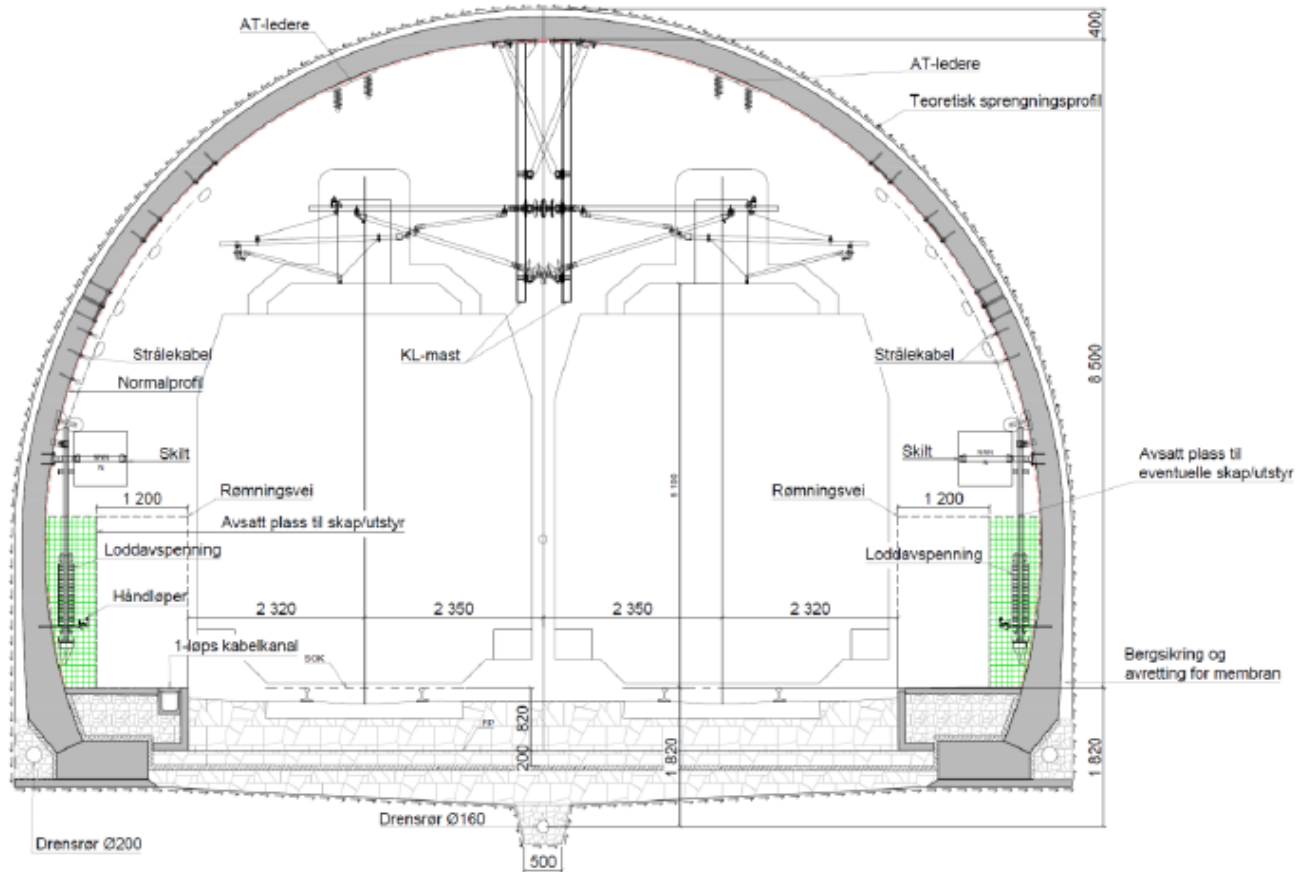 AT-ledere
400
AT-ledere
Teoretisk sprengningsprofil
Strålekabel
KL-mast
Strålekabel
Normalprofil
8 500
Skilt
N
Skilt
N
Avsatt plass til
eventuelle skap/utstyr
1 200
Rømningsvei
Rømningsvei
1 200
Avsatt plass til skap/utstyr
Loddavspenning
Loddavspenning
Håndløper
2 320
2 350
2 350
2 320
1-løps kabelkanal
SOK
Bergsikring og
avretting for membran
820
200
1 820
1 820
Drensrør Ø160
Drensrør Ø200
500